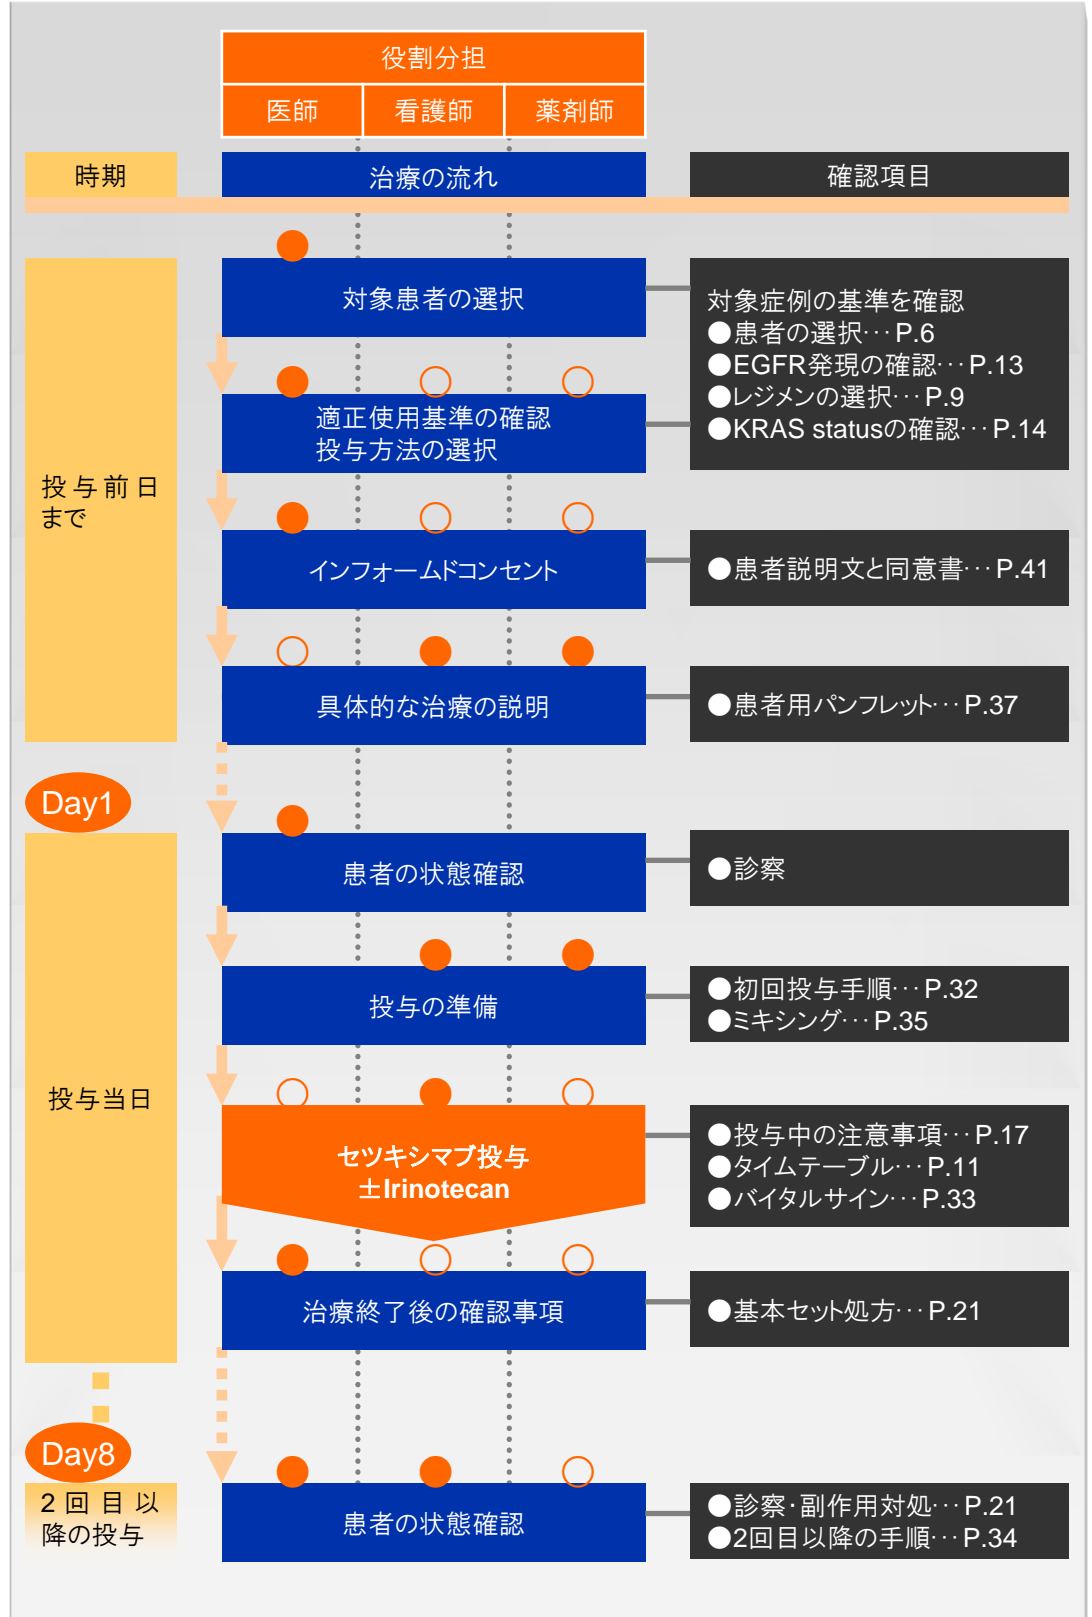 役割分担
医師 看護師 薬剤師
時期 治療の流れ 確認項目
投与前日
まで
対象患者の選択
対象症例の基準を確認
●患者の選択…P.6
●EGFR発現の確認…P.13
●レジメンの選択…P.9
●KRAS statusの確認…P.14
適正使用基準の確認
投与方法の選択
インフォームドコンセント
●患者説明文と同意書…P.41
具体的な治療の説明
●患者用パンフレット…P.37
Day1
投与当日
患者の状態確認
●診察
投与の準備
●初回投与手順…P.32
●ミキシング…P.35
セツキシマブ投与
±Irinotecan
●投与中の注意事項…P.17
●タイムテーブル…P.11
●バイタルサイン…P.33
治療終了後の確認事項
●基本セット処方…P.21
Day8
2回目以
降の投与
患者の状態確認
●診察・副作用対処…P.21
●2回目以降の手順…P.34